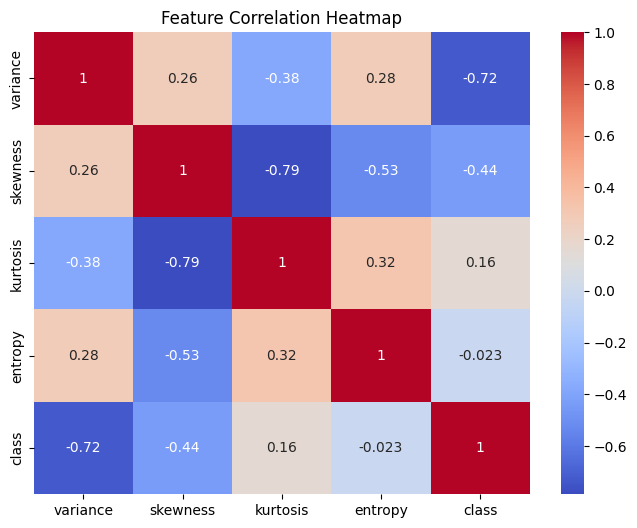 Feature Correlation Heatmap
variance 1 0.26 -0.38 0.28 -0.72
skewness 0.26 1 -0.79 -0.53 -0.44
kurtosis -0.38 -0.79 1 0.32 0.16
entropy 0.28 -0.53 0.32 1 -0.023
class -0.72 -0.44 0.16 -0.023 1
variance skewness kurtosis entropy class
1.0
0.8
0.6
0.4
0.2
0.0
−0.2
−0.4
−0.6